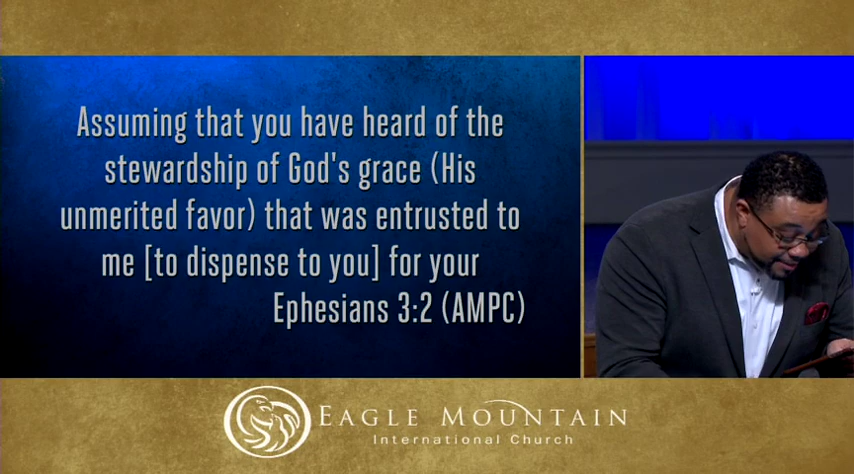 Assuming that you have heard of the
stewardship of God's grace (His
unmerited favor) that was entrusted to
me [to dispense to you] for your
Ephesians 3:2 (AMPC)
EAGLE MOUNTAIN
International Church